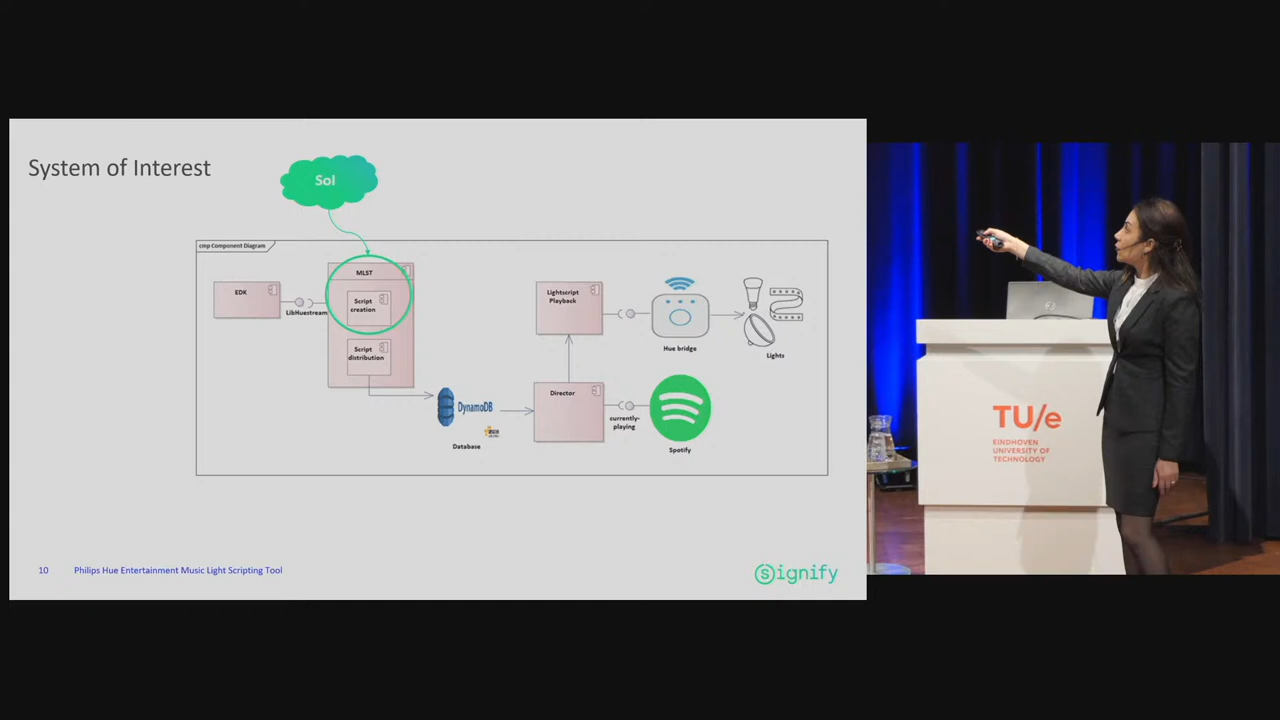 System of Interest
SoI
cmp Component Diagram
MLST
EDK
Script
creation
LibHuestream
Script
distribution
Lightscript
Playback
Hue bridge
Lights
DynamoDB
Database
Director
currently-
playing
Spotify
10
Philips Hue Entertainment Music Light Scripting Tool
signify
TU/e
EINDHOVEN
UNIVERSITY OF
TECHNOLOGY